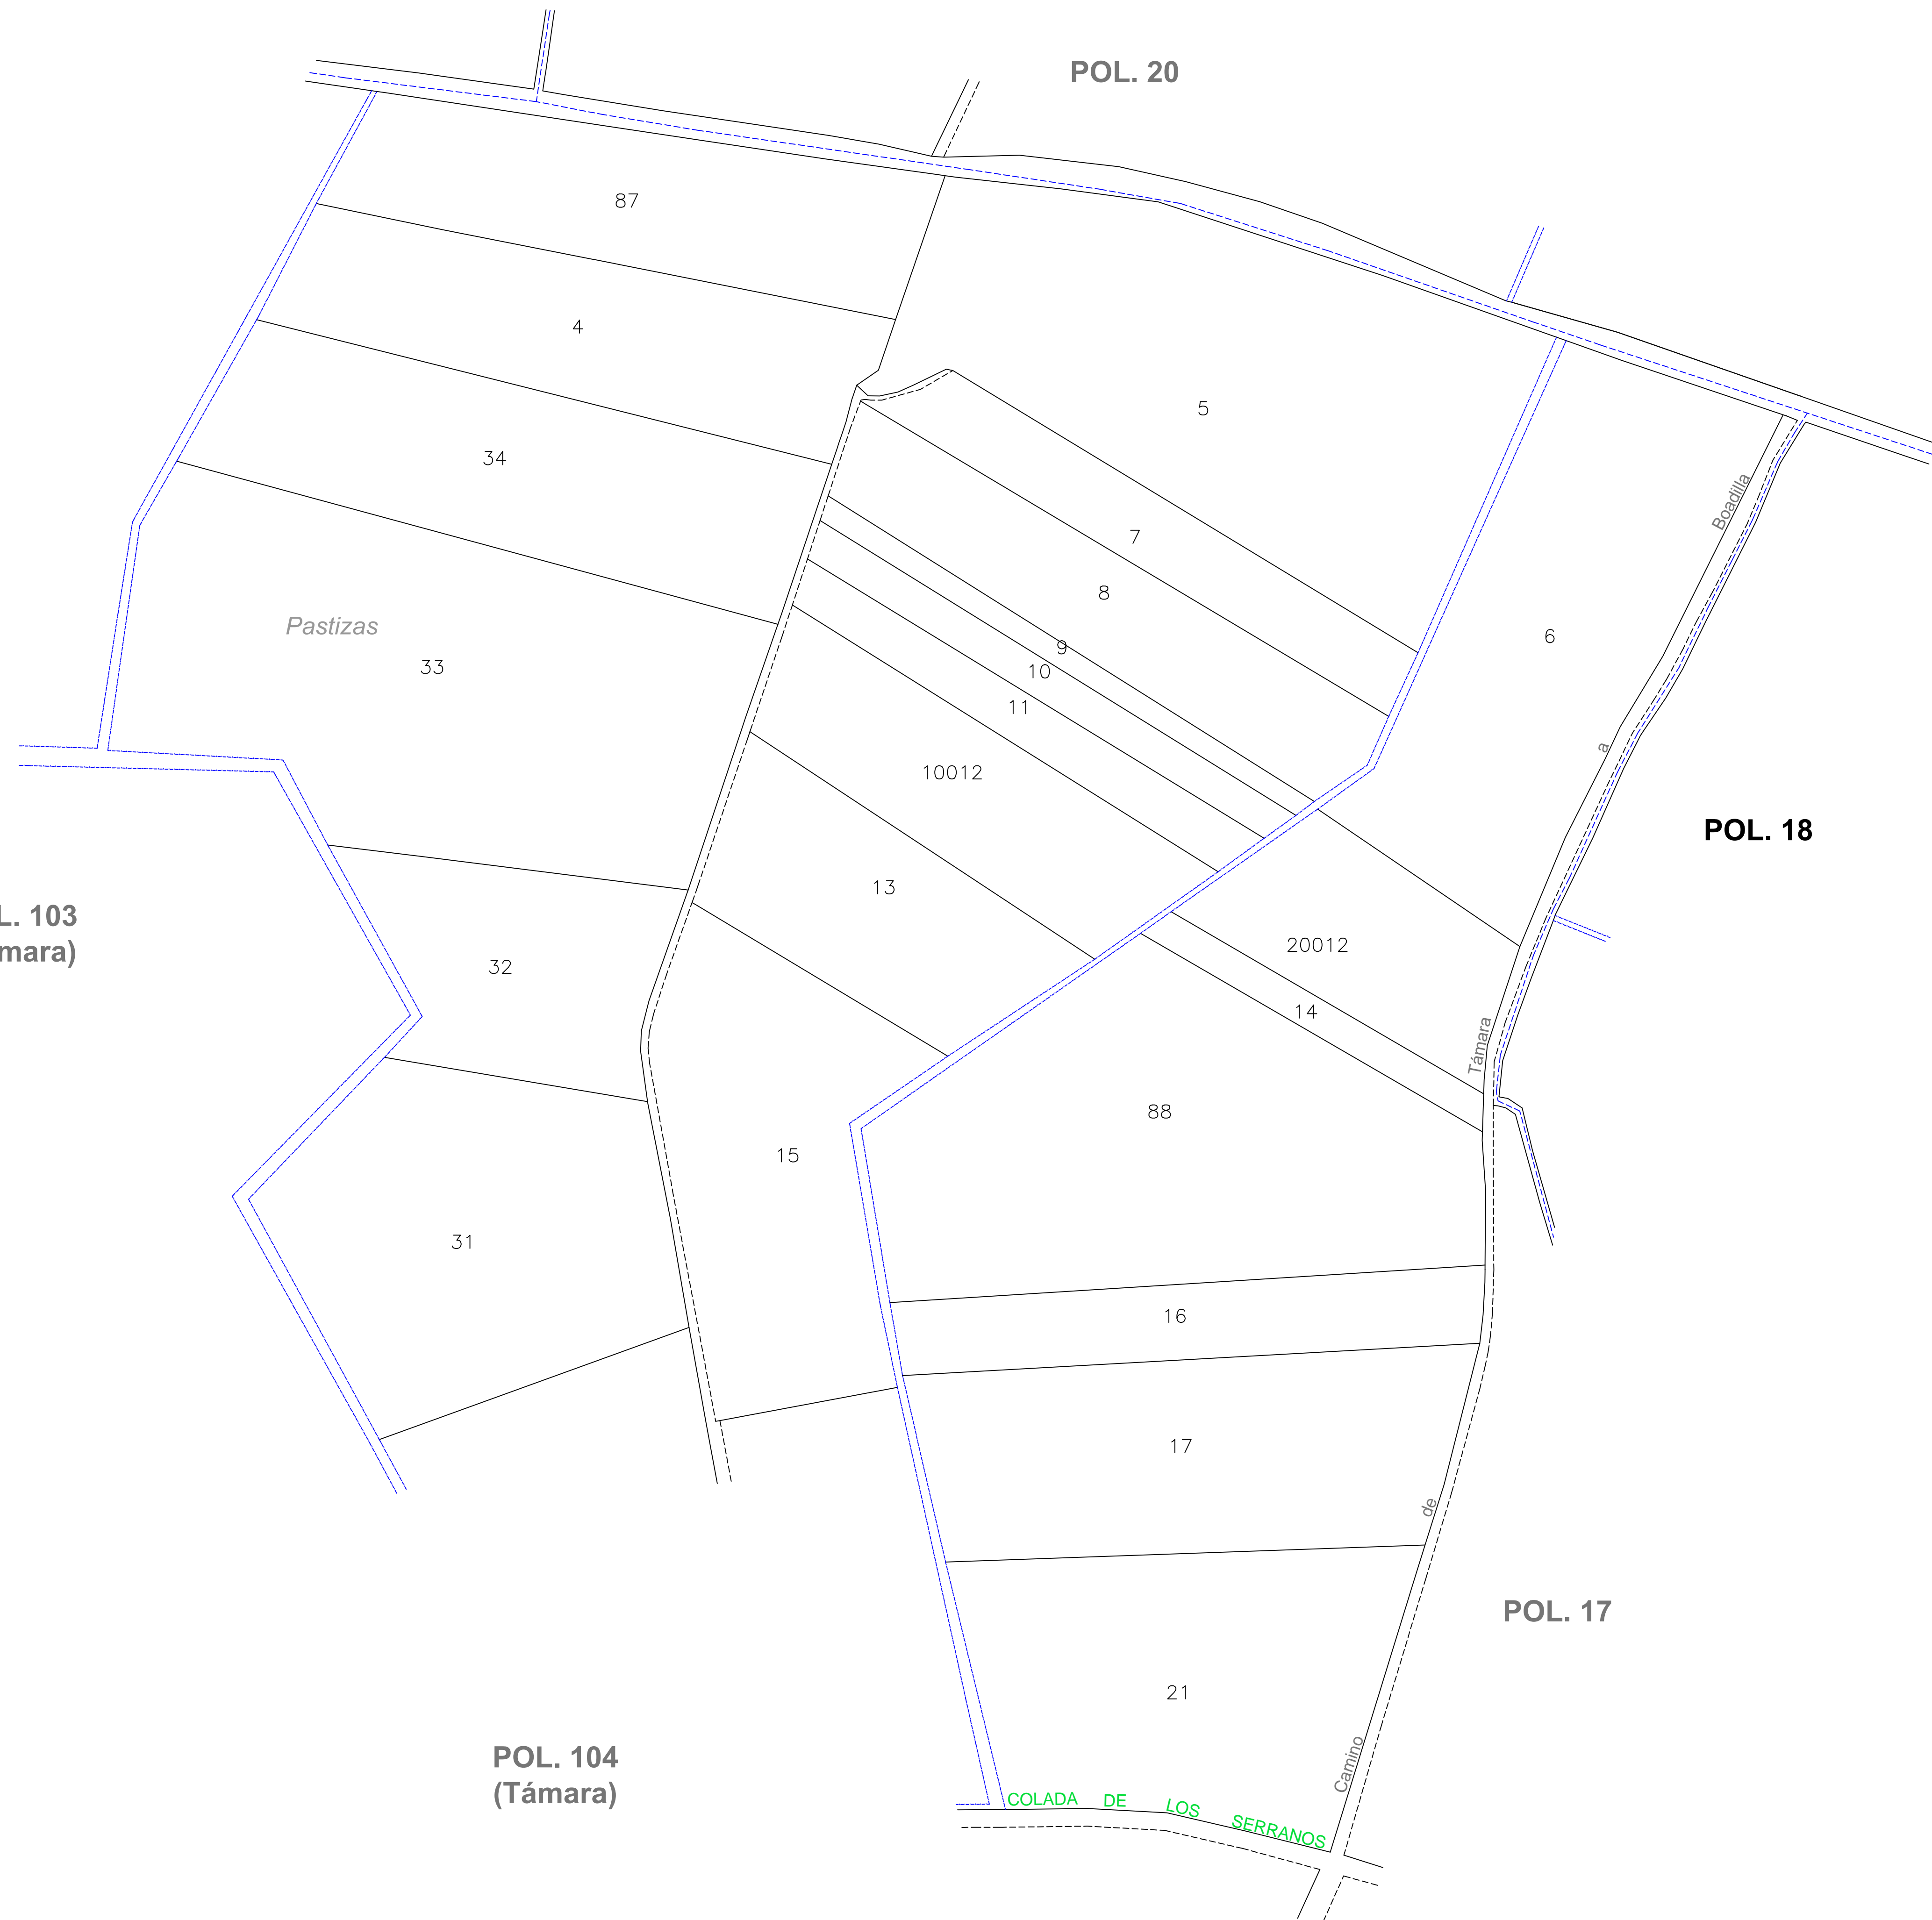 POL. 20
87
4
5
34
7
Boadilla
8
Pastizas
6
9
33
10
11
a
10012
POL. 18
13
L. 103
mara)
20012
32
14
Támara
88
15
31
16
17
de
POL. 17
21
Camino
POL. 104
(Támara)
COLADA DE LOS SERRANOS